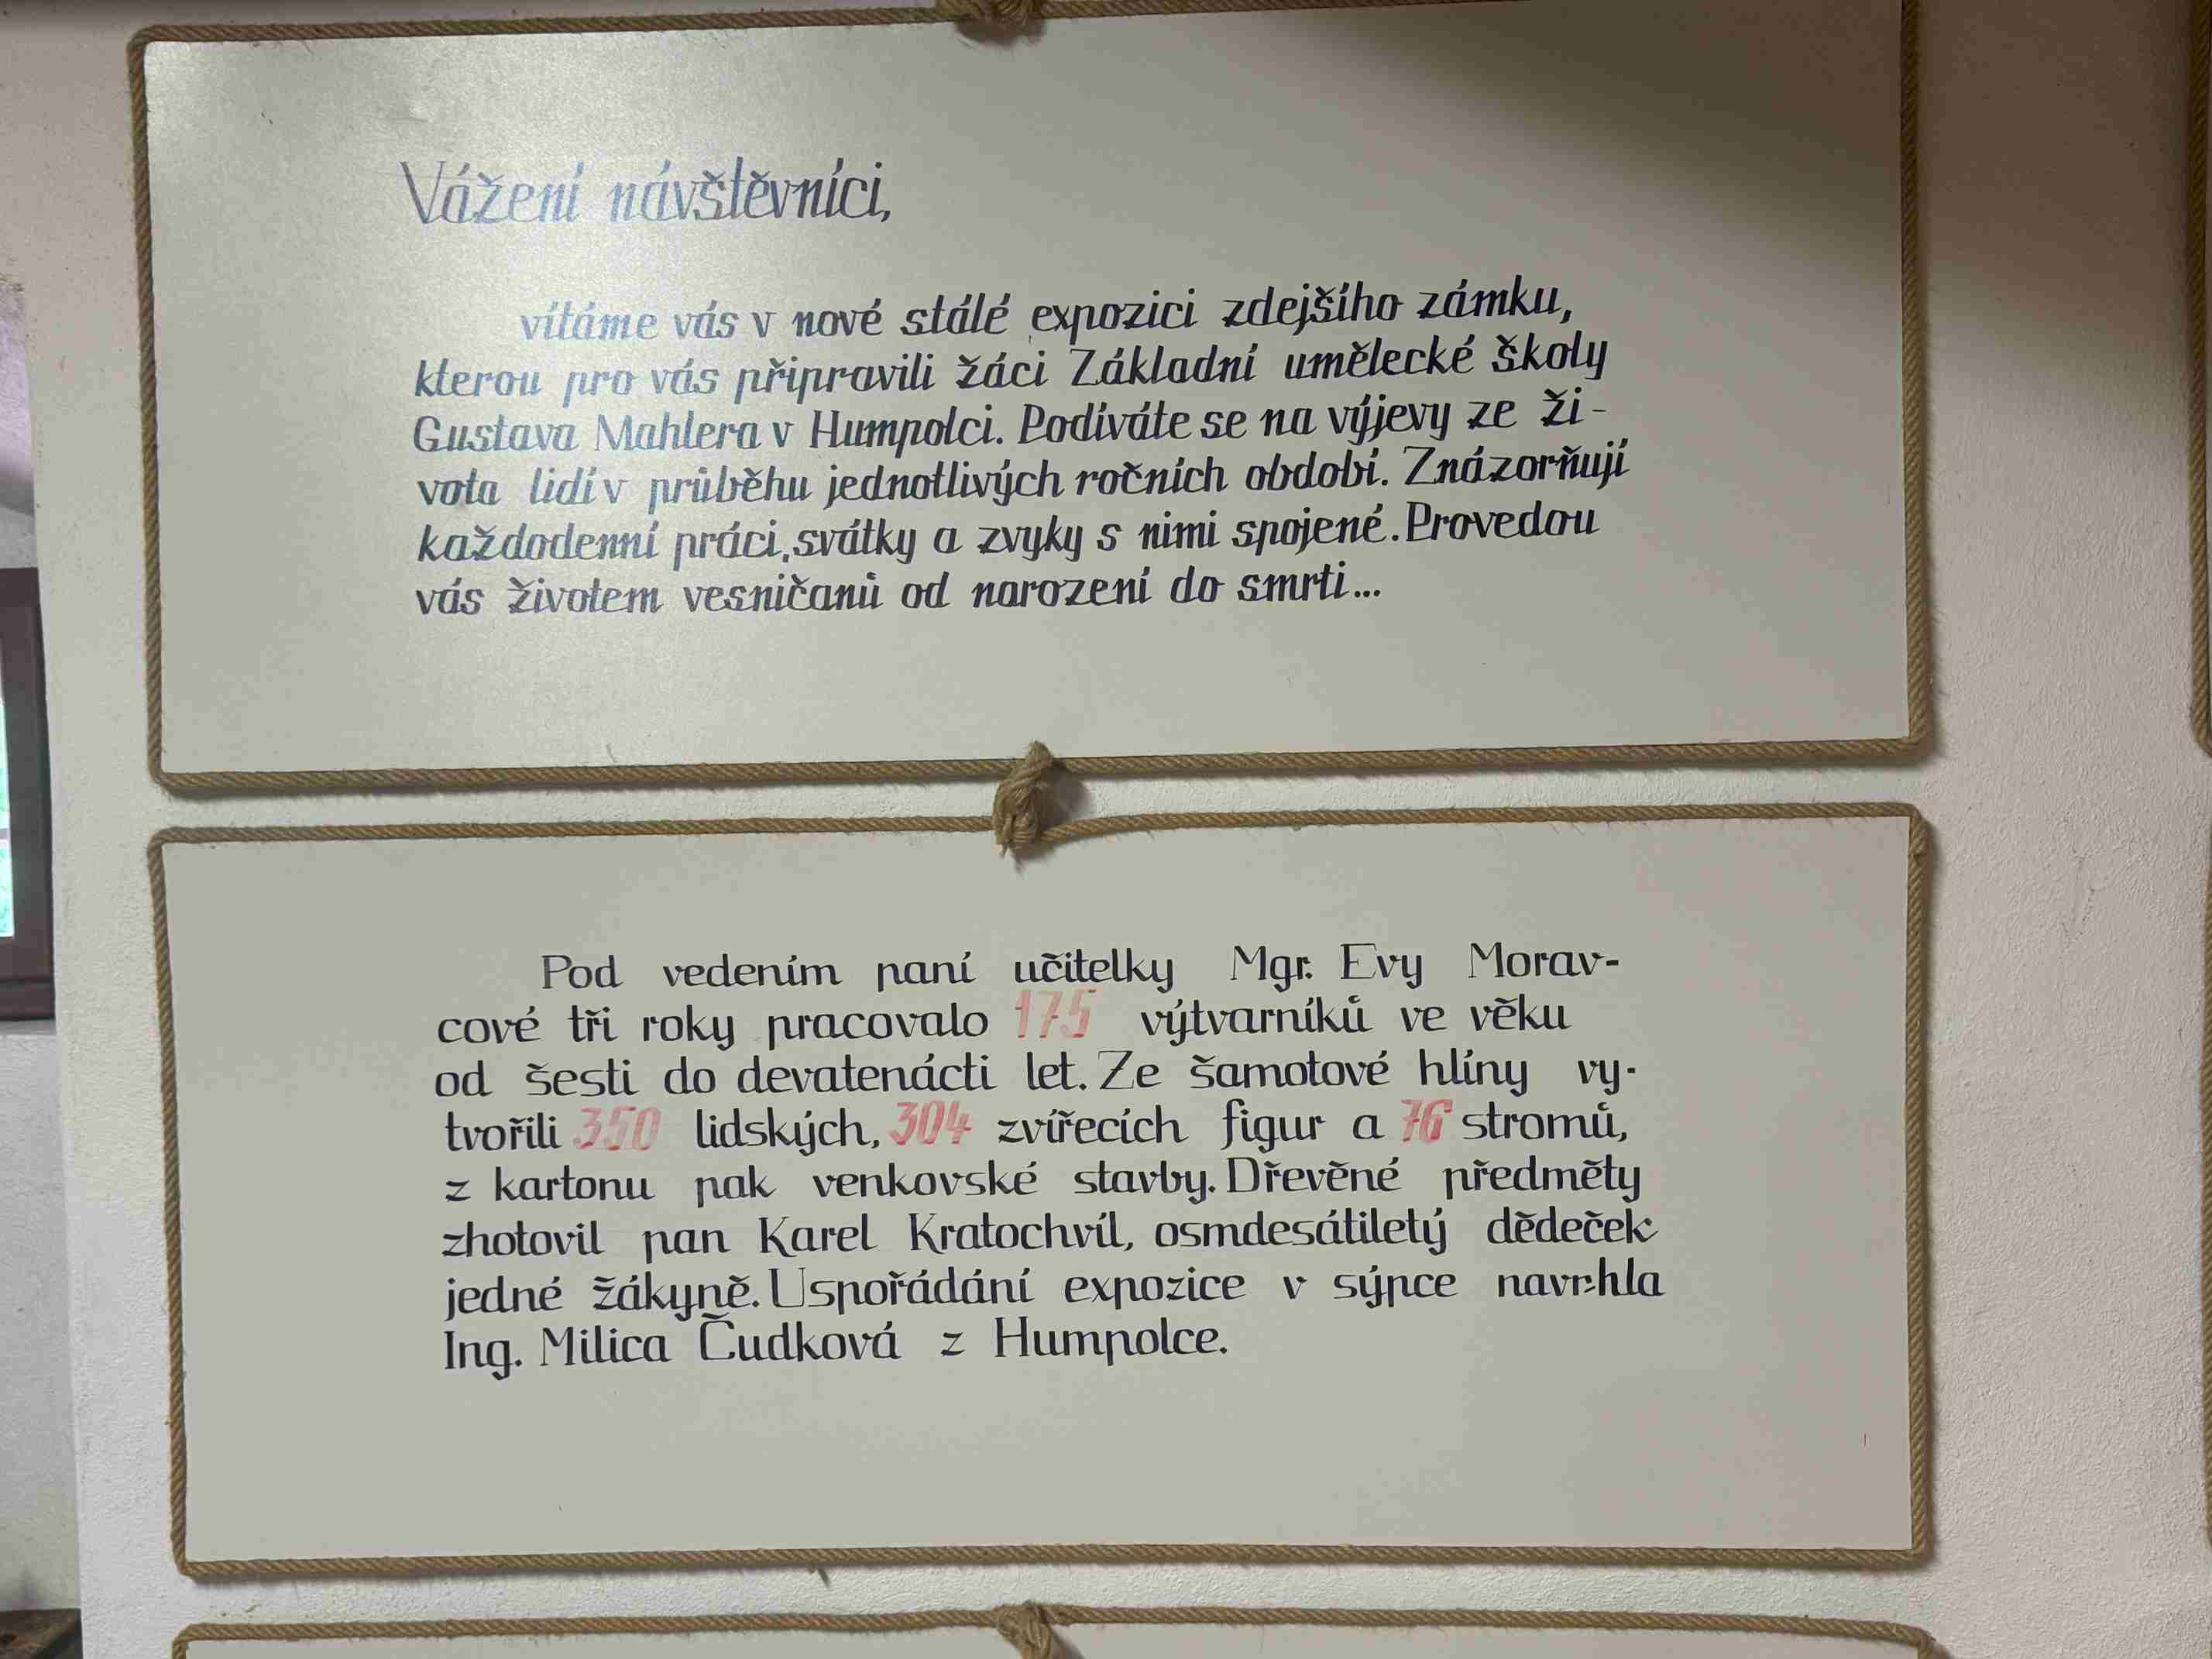 Vážení návštěvníci,
vítáme vás v nové stálé expozici zdejšího zámku,
kterou pro vás připravili žáci Základní umělecké školy
Gustava Mahlera v Humpolci. Podíváte se na výjevy ze ži-
vota lidí v průběhu jednotlivých ročních období. Znázorňují
každodenní práci, svátky a zvyky s nimi spojené. Provedou
vás životem vesničanů od narození do smrti...
Pod vedením paní učitelky Mgr. Evy Morav-
cové tři roky pracovalo 175 výtvarníků ve věku
od šesti do devatenácti let. Ze šamotové hlíny vy-
tvořili 350 lidských, 304 zvířecích figur a 76 stromů,
z kartonu pak venkovské stavby. Dřevěné předměty
zhotovil pan Karel Kratochvíl, osmdesátiletý dědeček
jedné žákyně. Uspořádání expozice v sýpce navrhla
Ing. Milica Čudková z Humpolce.